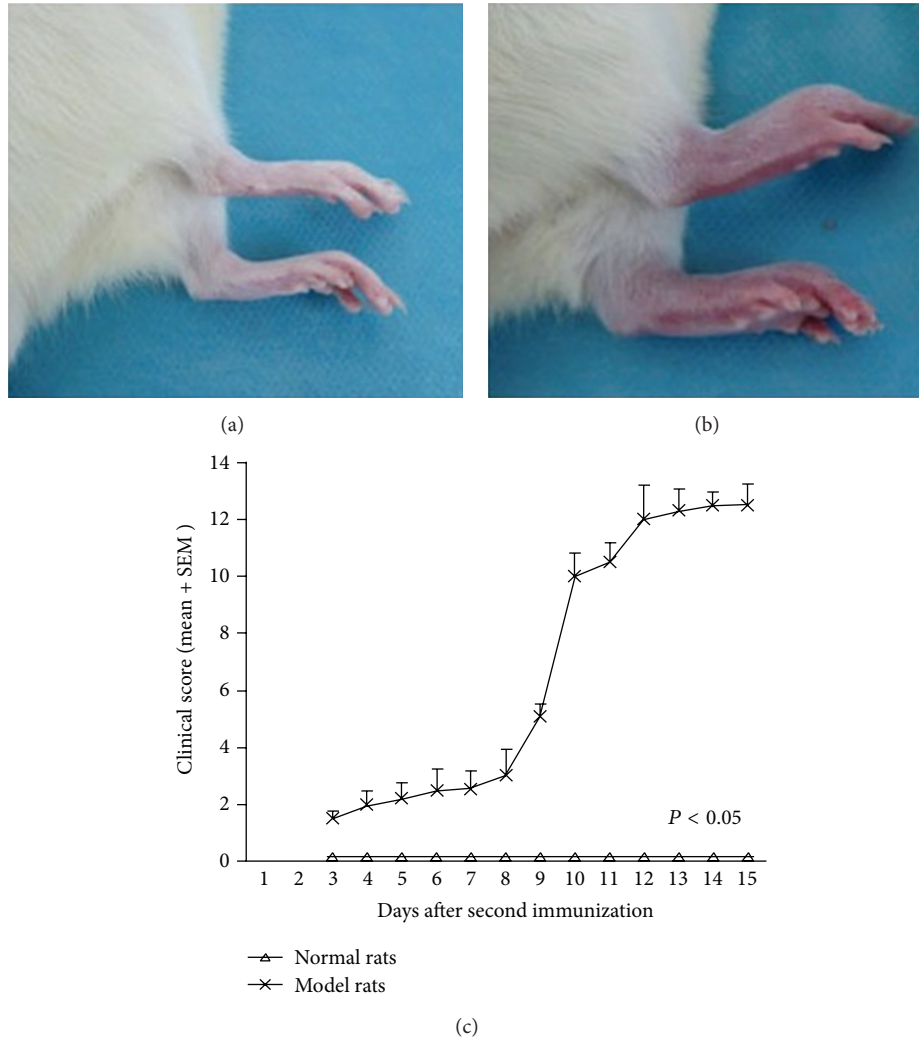 (a)
(b)
Clinical score (mean + SEM )
14
12
10
8
6
4
2
0
P < 0.05
1 2 3 4 5 6 7 8 9 10 11 12 13 14 15
Days after second immunization
Normal rats
Model rats
(c)